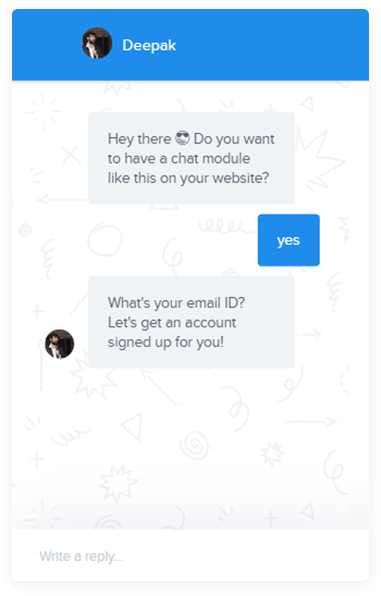 Deepak
Hey there 😎 Do you want
to have a chat module
like this on your website?
yes
What's your email ID?
Let's get an account
signed up for you!
Write a reply...